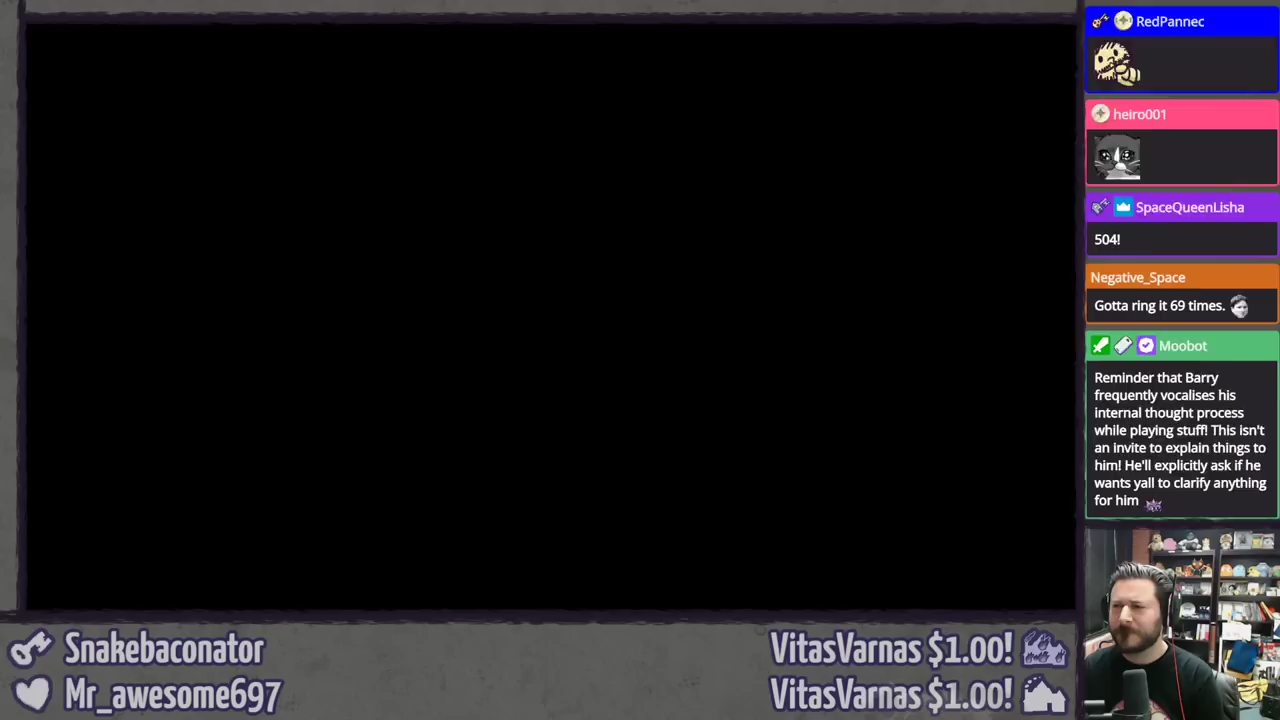 RedPannec
heiro001
SpaceQueenLisha
504!
Negative_Space
Gotta ring it 69 times.
Moobot
Reminder that Barry
frequently vocalises his
internal thought process
while playing stuff! This isn't
an invite to explain things to
him! He'll explicitly ask if he
wants yall to clarify anything
for him
Snakebaconator
Mr_awesome697
VitasVarnas $1.00!
VitasVarnas $1.00!